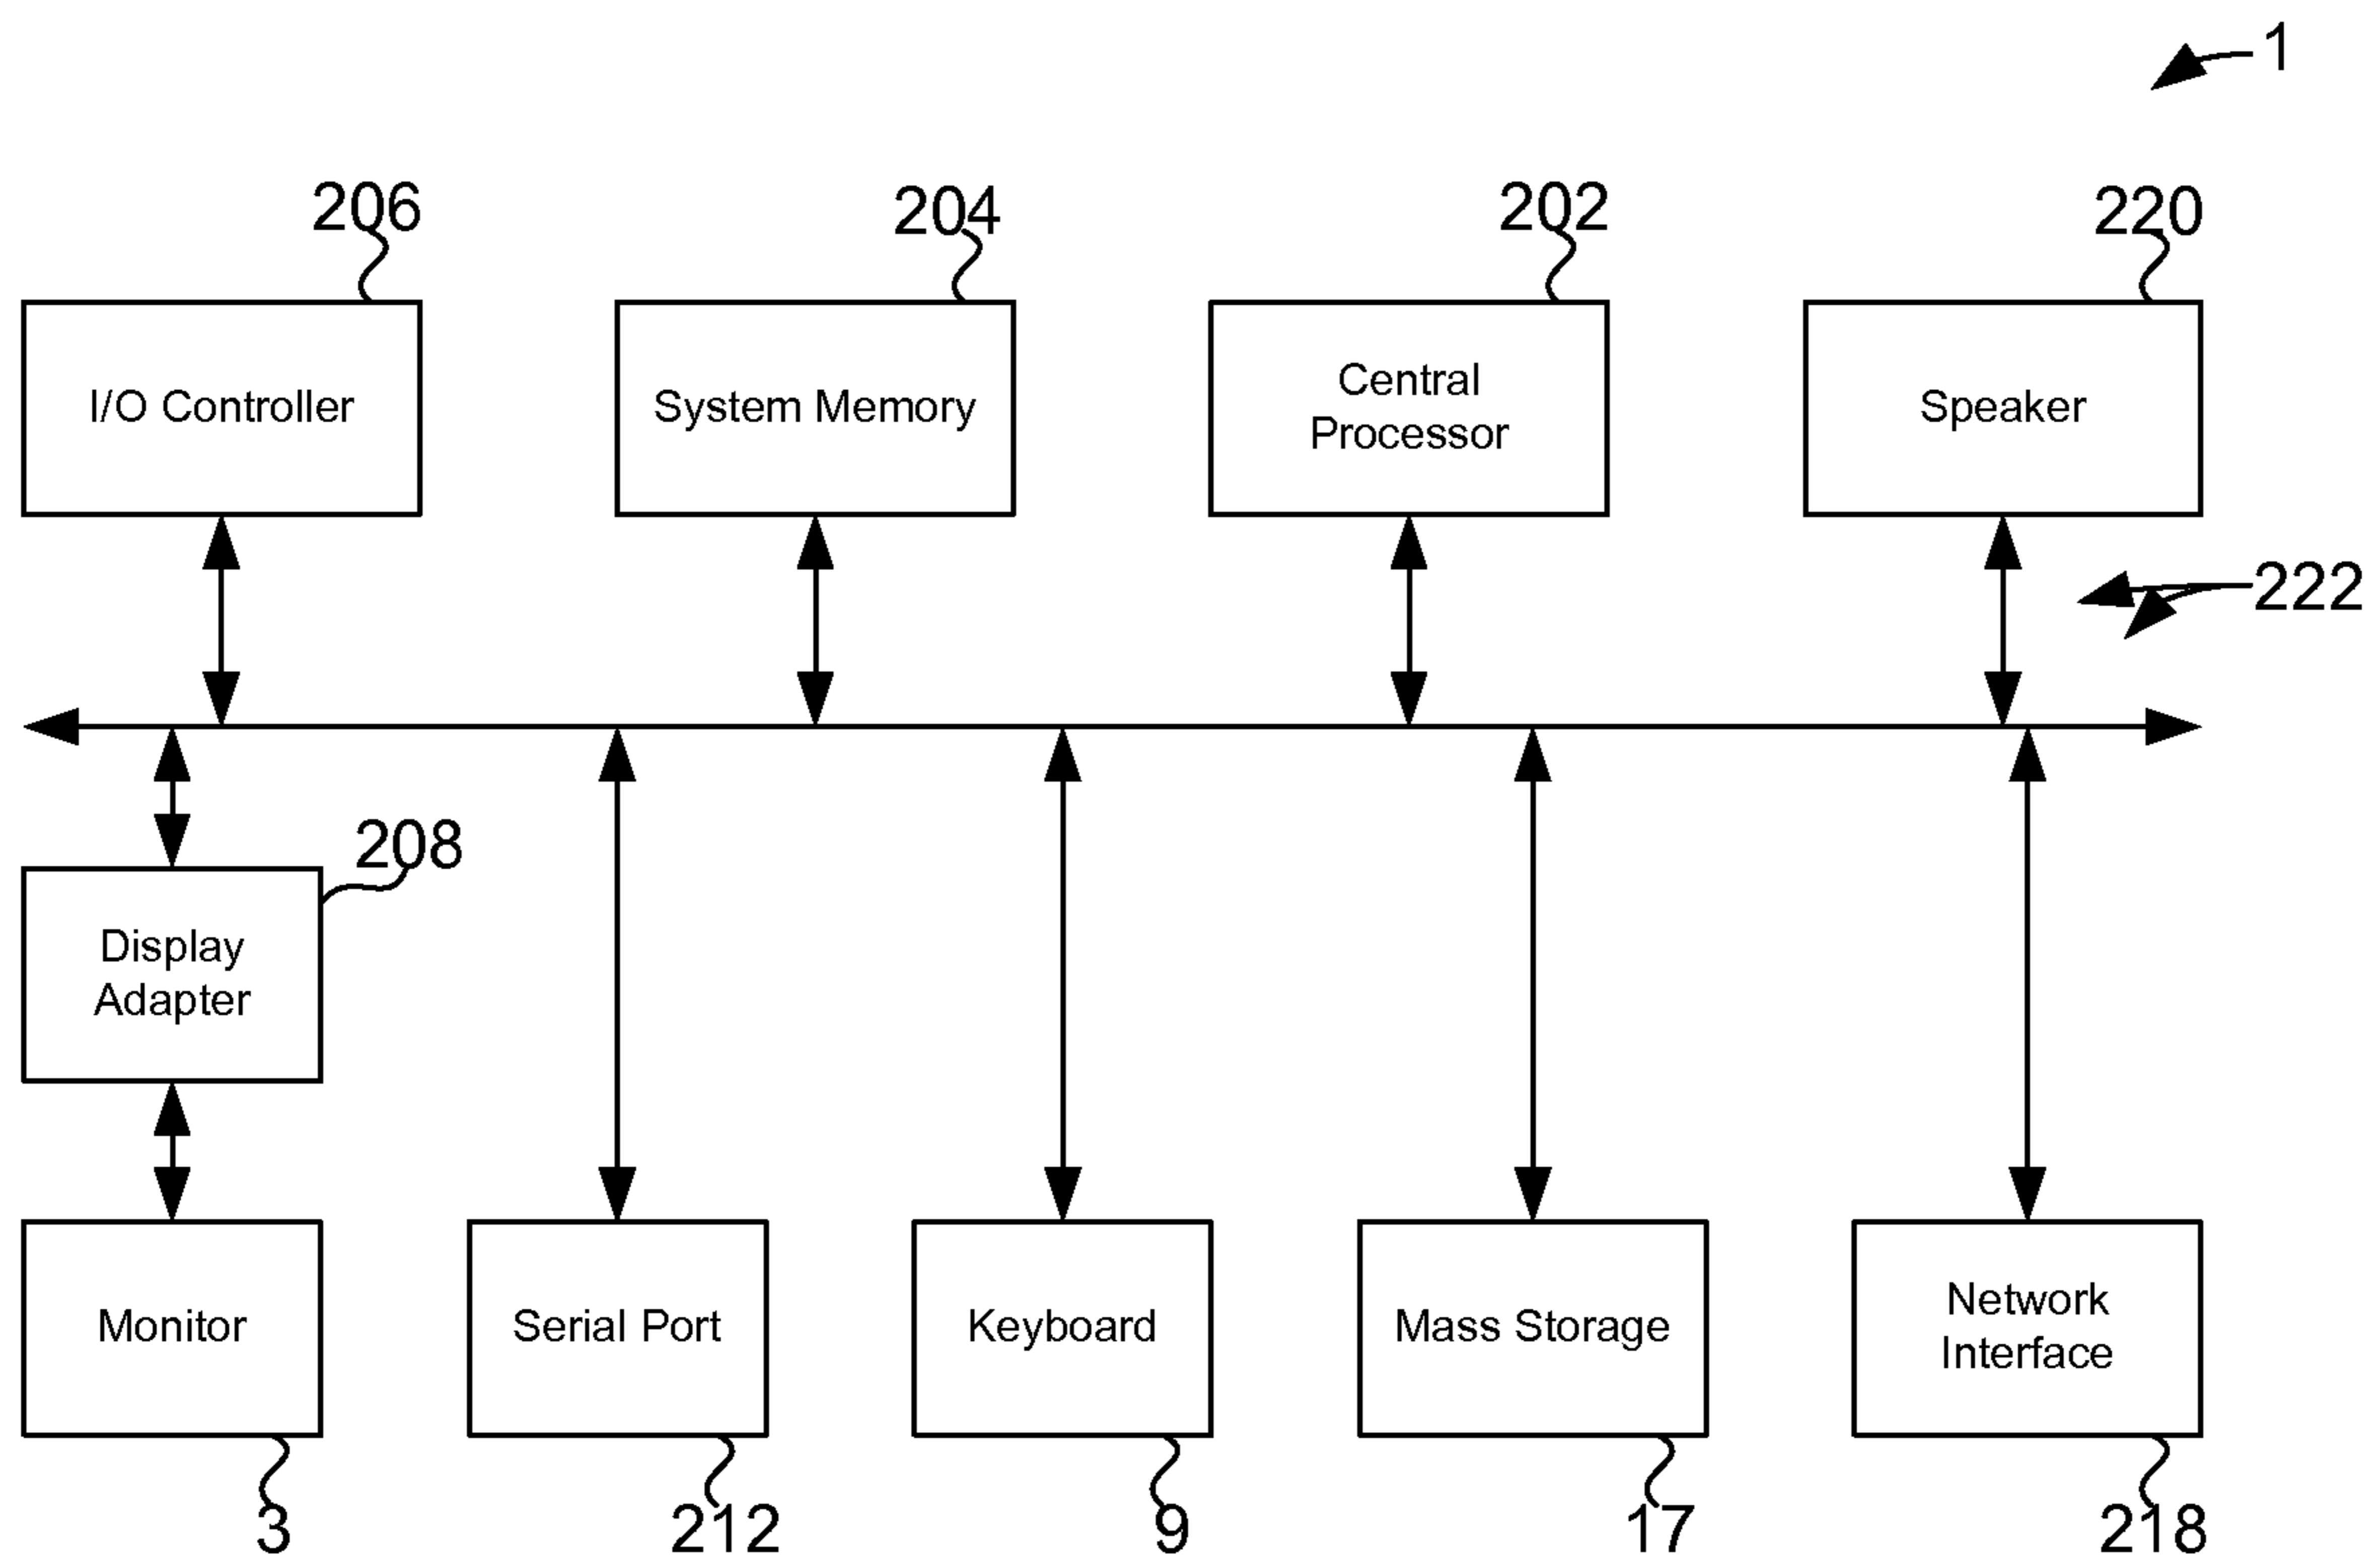 1
206
204
202
220
I/O Controller
System Memory
Central
Processor
Speaker
222
208
Display
Adapter
Monitor
Serial Port
Keyboard
Mass Storage
Network
Interface
3
212
9
17
218